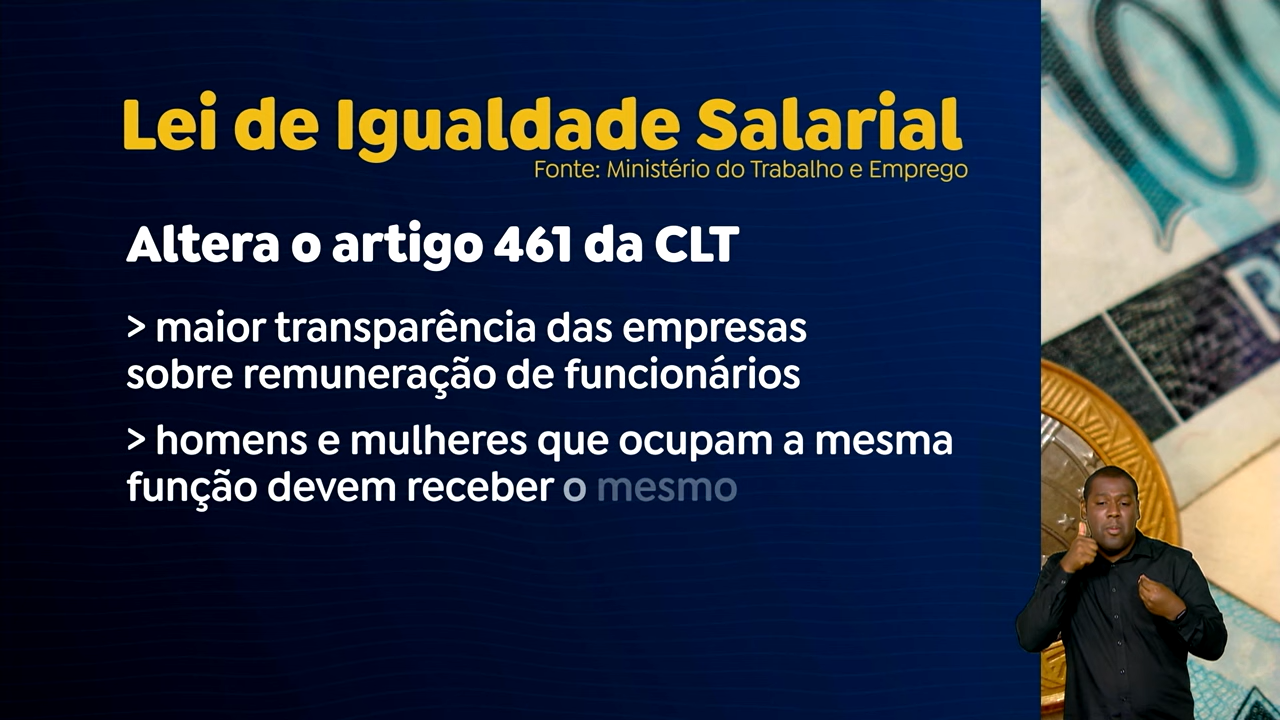 Lei de Igualdade Salarial
Fonte: Ministério do Trabalho e Emprego
Altera o artigo 461 da CLT
> maior transparência das empresas
sobre remuneração de funcionários
> homens e mulheres que ocupam a mesma
função devem receber o mesmo
100